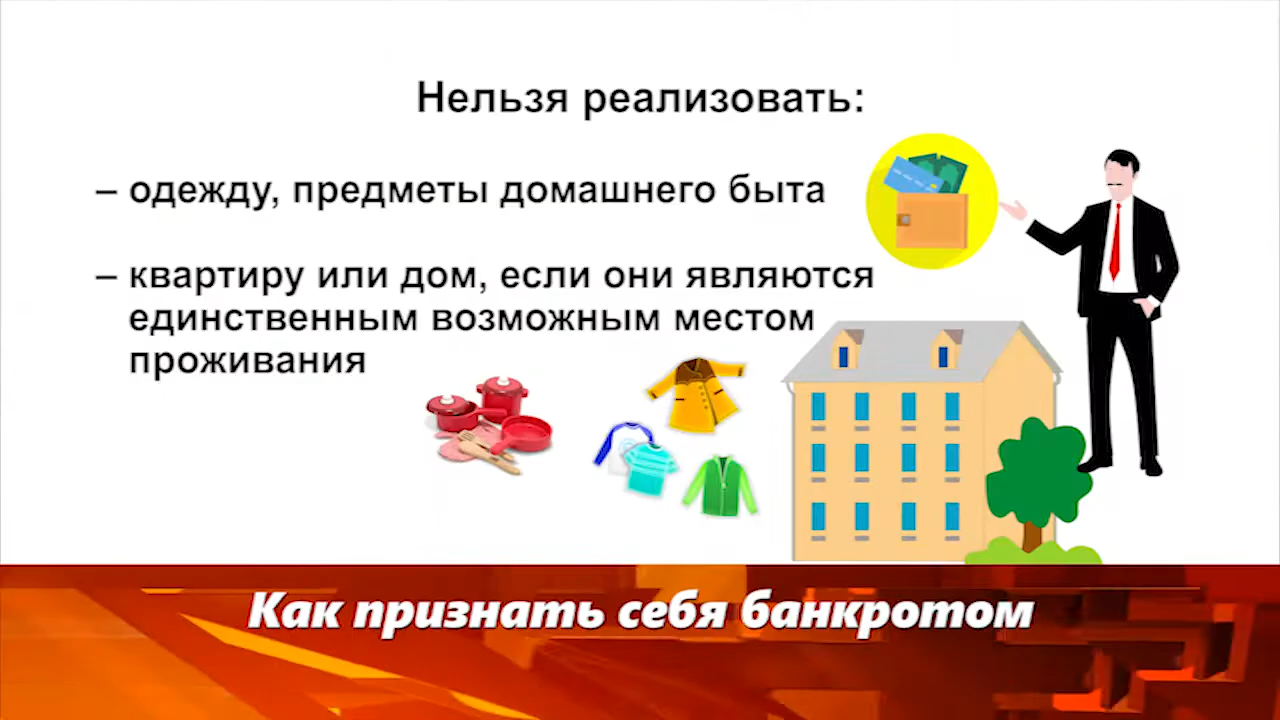 Нельзя реализовать:
– одежду, предметы домашнего быта
– квартиру или дом, если они являются
единственным возможным местом
проживания
Как признать себя банкротом